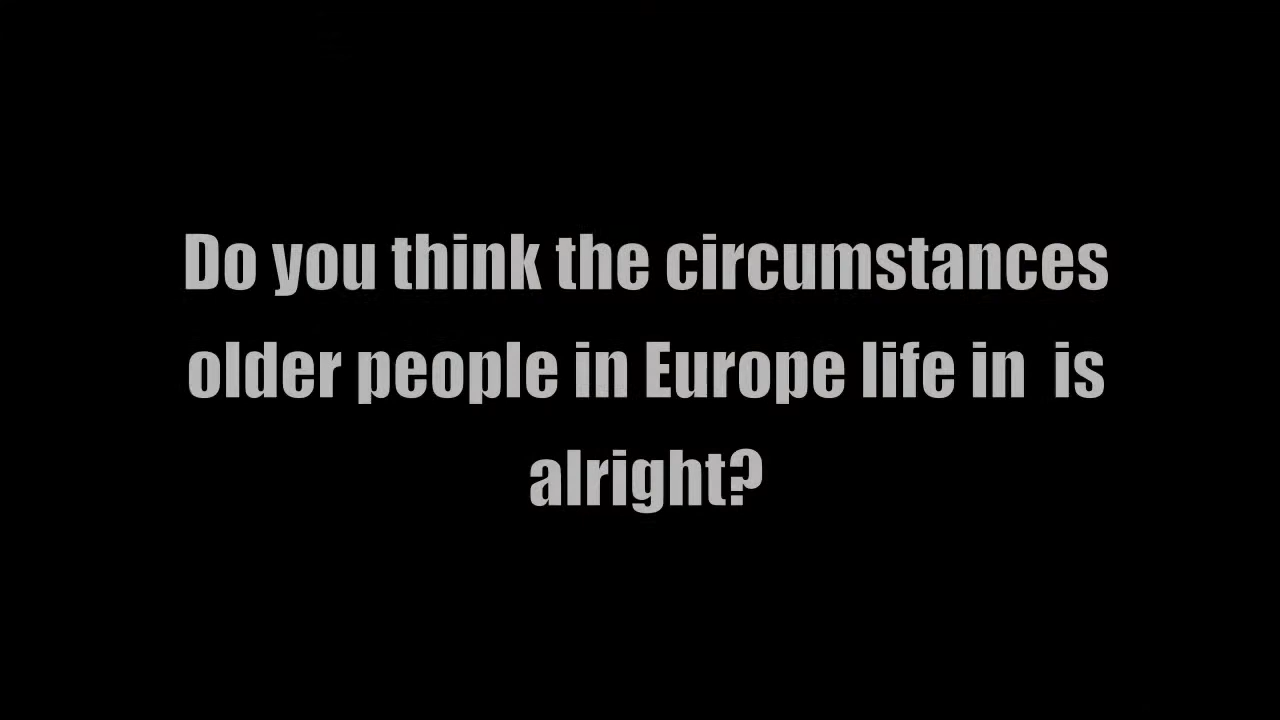 Do you think the circumstances
older people in Europe life in  is
alright?